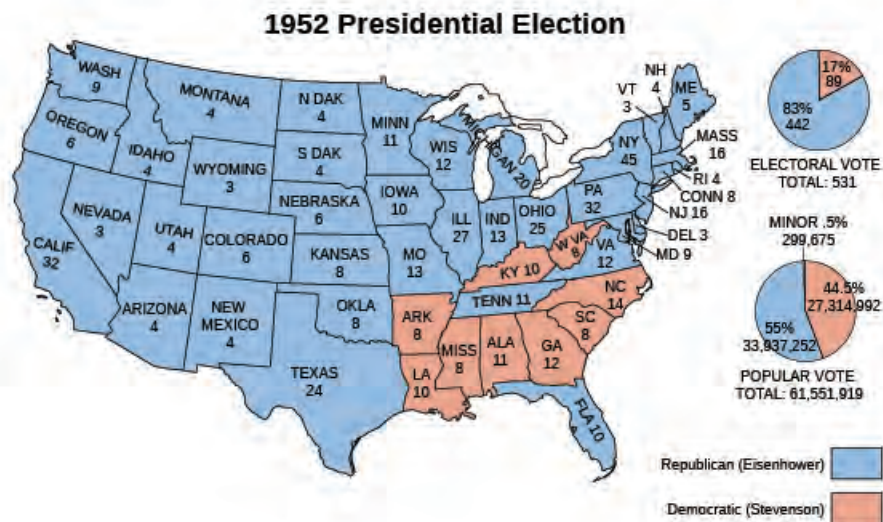 1952 Presidential Election
WASH
9
OREGON
6
CALIF
32
NEVADA
3
IDAHO
4
MONTANA
4
WYOMING
3
UTAH
4
COLORADO
6
ARIZONA
4
NEW
MEXICO
4
N DAK
4
S DAK
4
NEBRASKA
6
KANSAS
8
OKLA
8
TEXAS
24
MINN
11
IOWA
10
MO
13
ARK
8
LA
10
WIS
12
ILL
27
MICHIGAN 20
IND
13
OHIO
25
KY 10
TENN 11
MISS
8
ALA
11
GA
12
FLA 10
SC
8
NC
14
VA
12
W VA
8
PA
32
NY
45
VT
3
NH
4
ME
5
MASS
16
RI 4
CONN 8
NJ 16
DEL 3
MD 9
17%
89
83%
442
ELECTORAL VOTE
TOTAL: 531
MINOR .5%
299,675
44.5%
27,314,992
55%
33,937,252
POPULAR VOTE
TOTAL: 61,551,919
Republican (Eisenhower)
Democratic (Stevenson)